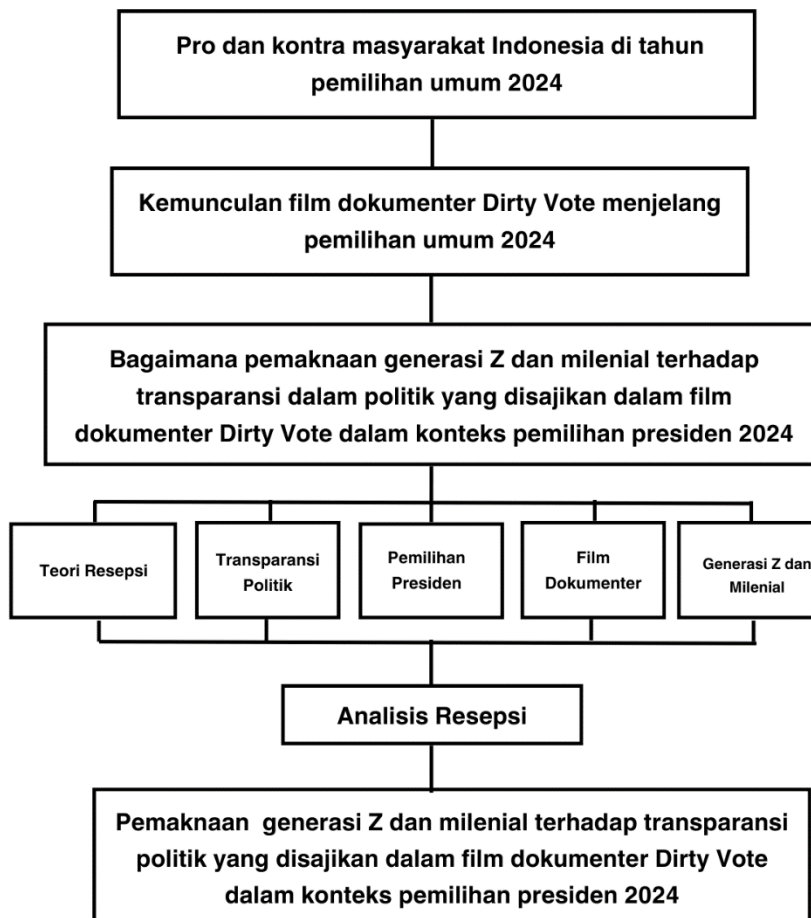 Pro dan kontra masyarakat Indonesia di tahun
pemilihan umum 2024
Kemunculan film dokumenter Dirty Vote menjelang
pemilihan umum 2024
Bagaimana pemaknaan generasi Z dan milenial terhadap
transparansi dalam politik yang disajikan dalam film
dokumenter Dirty Vote dalam konteks pemilihan presiden 2024
Teori Resepsi
Transparansi
Politik
Pemilihan
Presiden
Film
Dokumenter
Generasi Z dan
Milenial
Analisis Resepsi
Pemaknaan generasi Z dan milenial terhadap transparansi
politik yang disajikan dalam film dokumenter Dirty Vote
dalam konteks pemilihan presiden 2024